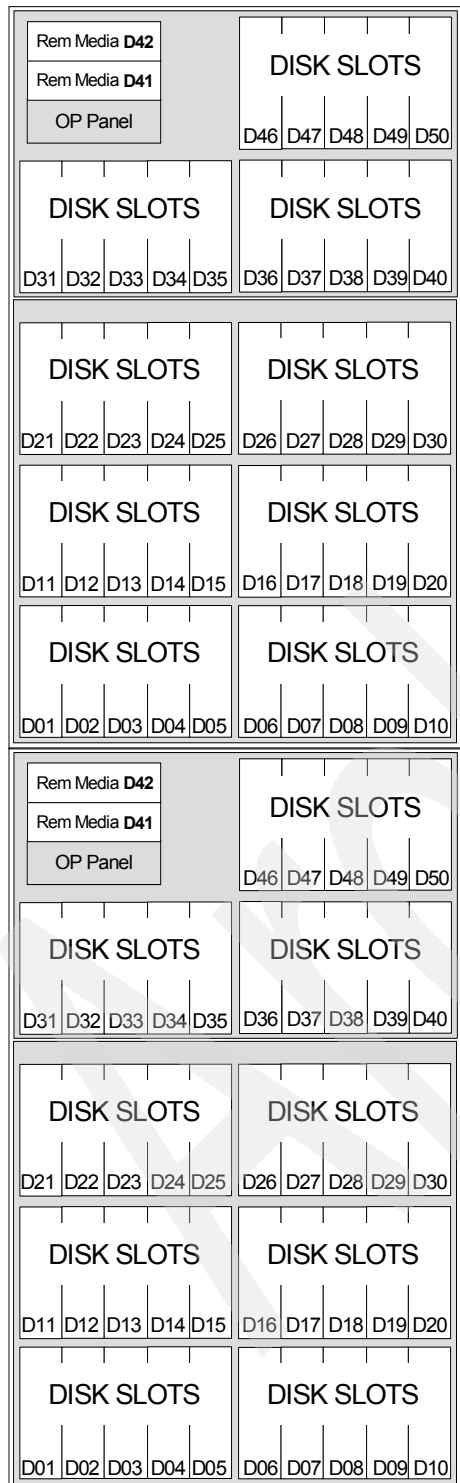 Rem Media D42
Rem Media D41
OP Panel
DISK SLOTS
D46 D47 D48 D49 D50
DISK SLOTS DISK SLOTS
D31 D32 D33 D34 D35 D36 D37 D38 D39 D40
DISK SLOTS DISK SLOTS
D21 D22 D23 D24 D25 D26 D27 D28 D29 D30
DISK SLOTS DISK SLOTS
D11 D12 D13 D14 D15 D16 D17 D18 D19 D20
DISK SLOTS DISK SLOTS
D01 D02 D03 D04 D05 D06 D07 D08 D09 D10
Rem Media D42
Rem Media D41
OP Panel
DISK SLOTS
D46 D47 D48 D49 D50
DISK SLOTS DISK SLOTS
D31 D32 D33 D34 D35 D36 D37 D38 D39 D40
DISK SLOTS DISK SLOTS
D21 D22 D23 D24 D25 D26 D27 D28 D29 D30
DISK SLOTS DISK SLOTS
D11 D12 D13 D14 D15 D16 D17 D18 D19 D20
DISK SLOTS DISK SLOTS
D01 D02 D03 D04 D05 D06 D07 D08 D09 D10